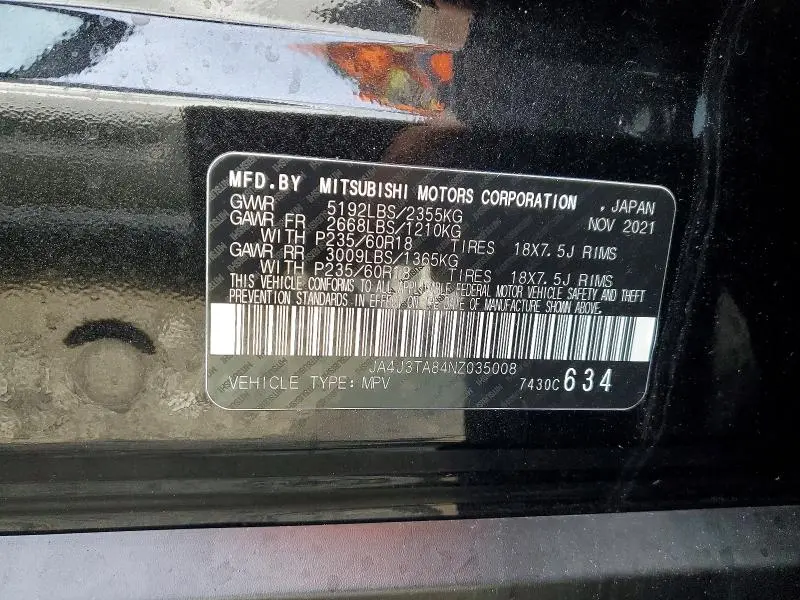 MFD.BY MITSUBISHI MOTORS CORPORATION , JAPAN
GVWR 5192LBS/2355KG NOV 2021
GAWR FR 2668LBS/1210KG
WITH P235/60R18 TIRES 18X7.5J RIMS
GAWR RR 3009LBS/1365KG
WITH P235/60R18 TIRES 18X7.5J RIMS
THIS VEHICLE CONFORMS TO ALL APPLICABLE FEDERAL MOTOR VEHICLE SAFETY AND THEFT
PREVENTION STANDARDS IN EFFECT ON THE DATE OF MANUFACTURE SHOWN ABOVE.
JA4J3TA84NZ035008
VEHICLE TYPE: MPV 7430C 634